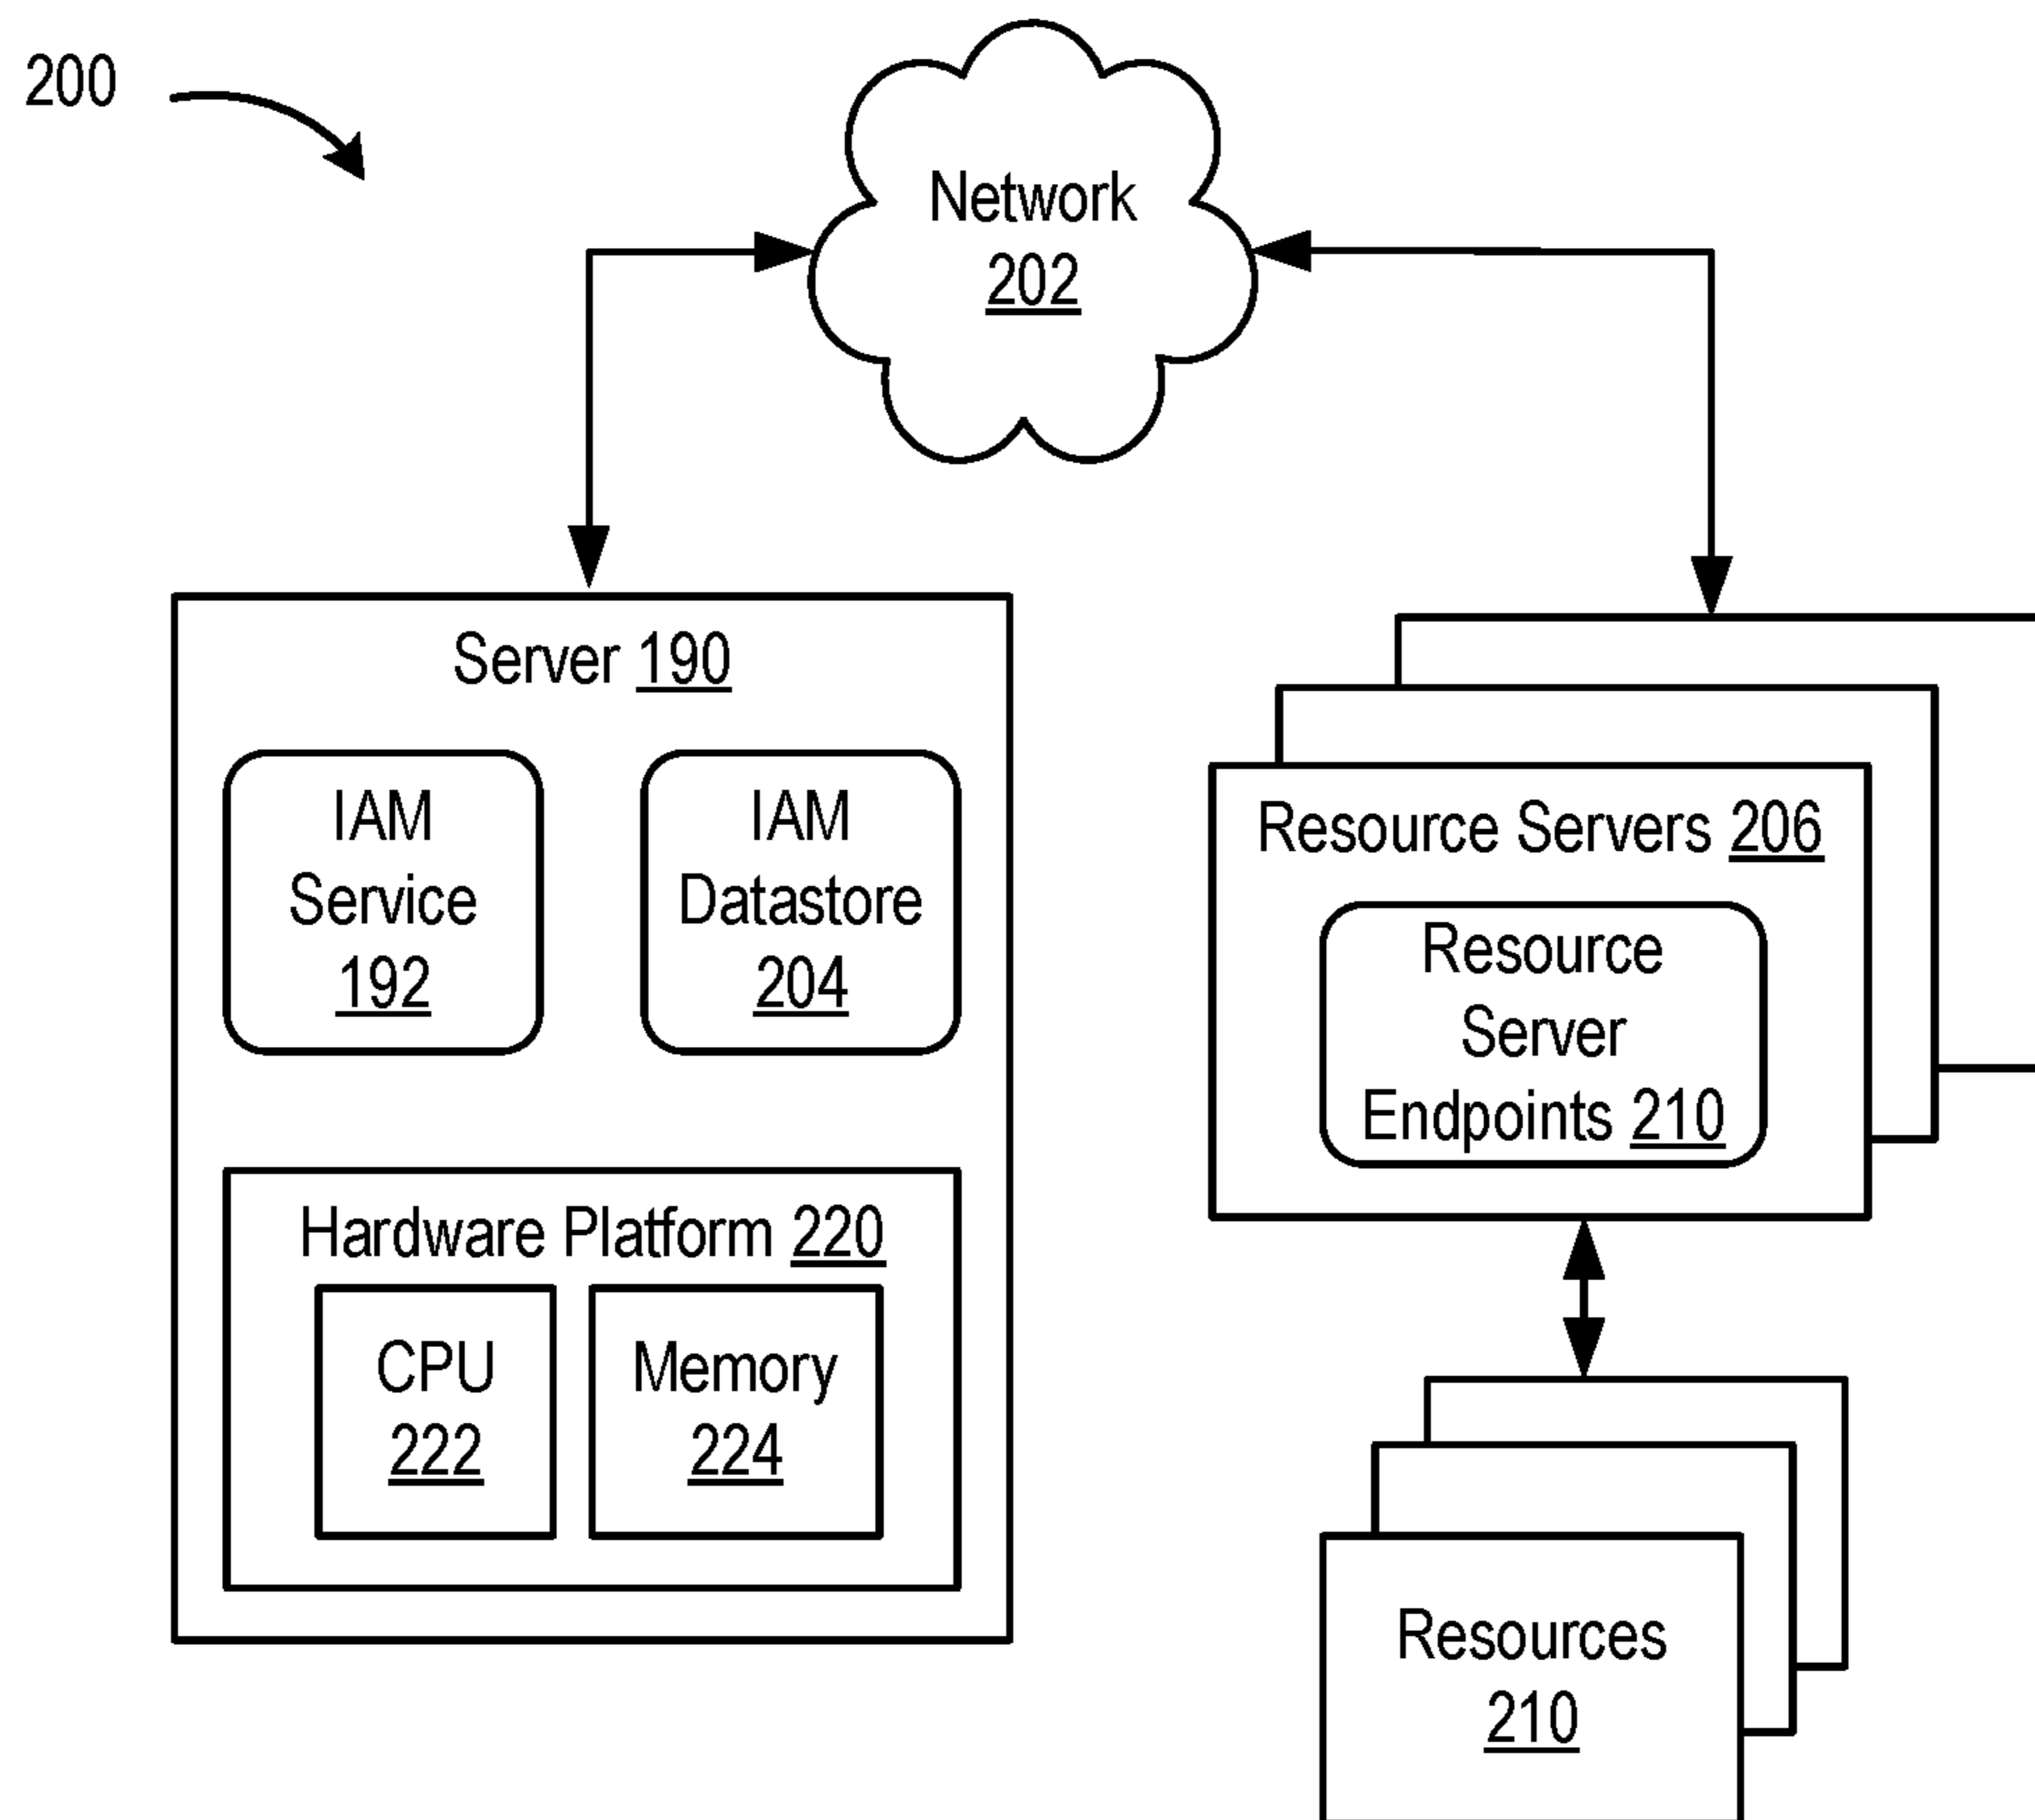 200
Network
202
Server 190
IAM
Service
192
IAM
Datastore
204
Hardware Platform 220
CPU
222
Memory
224
Resource Servers 206
Resource
Server
Endpoints 210
Resources
210